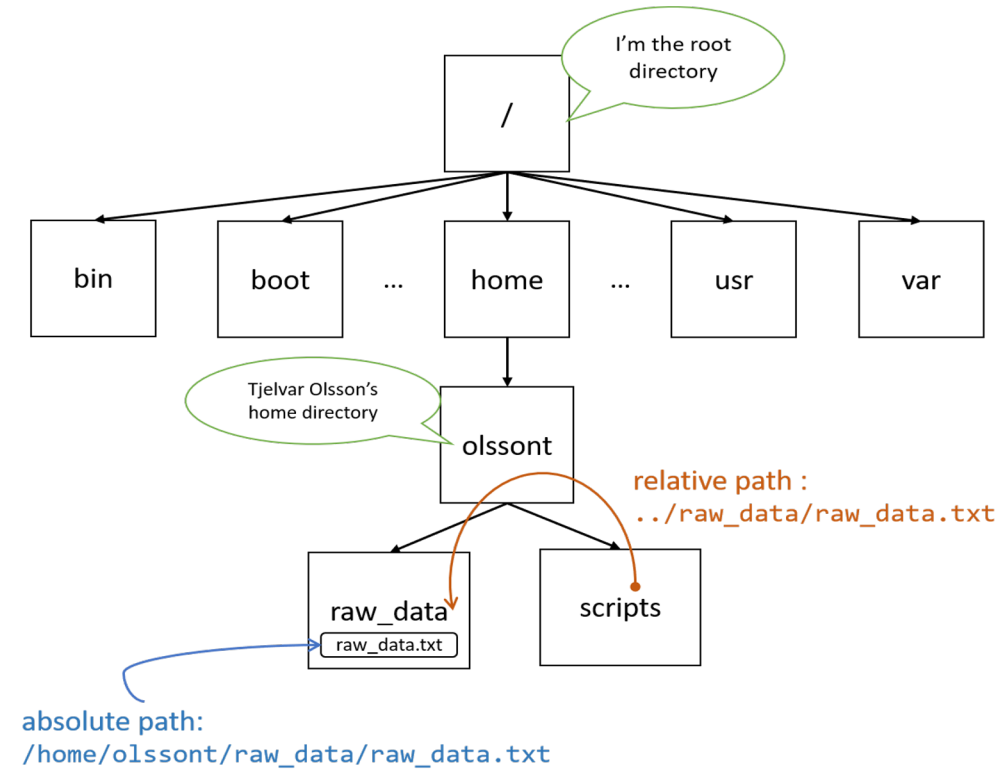 I'm the root
directory
/
bin
boot
...
home
...
usr
var
Tjelvar Olsson's
home directory
olssont
relative path :
../raw_data/raw_data.txt
raw_data
raw_data.txt
scripts
absolute path:
/home/olssont/raw_data/raw_data.txt